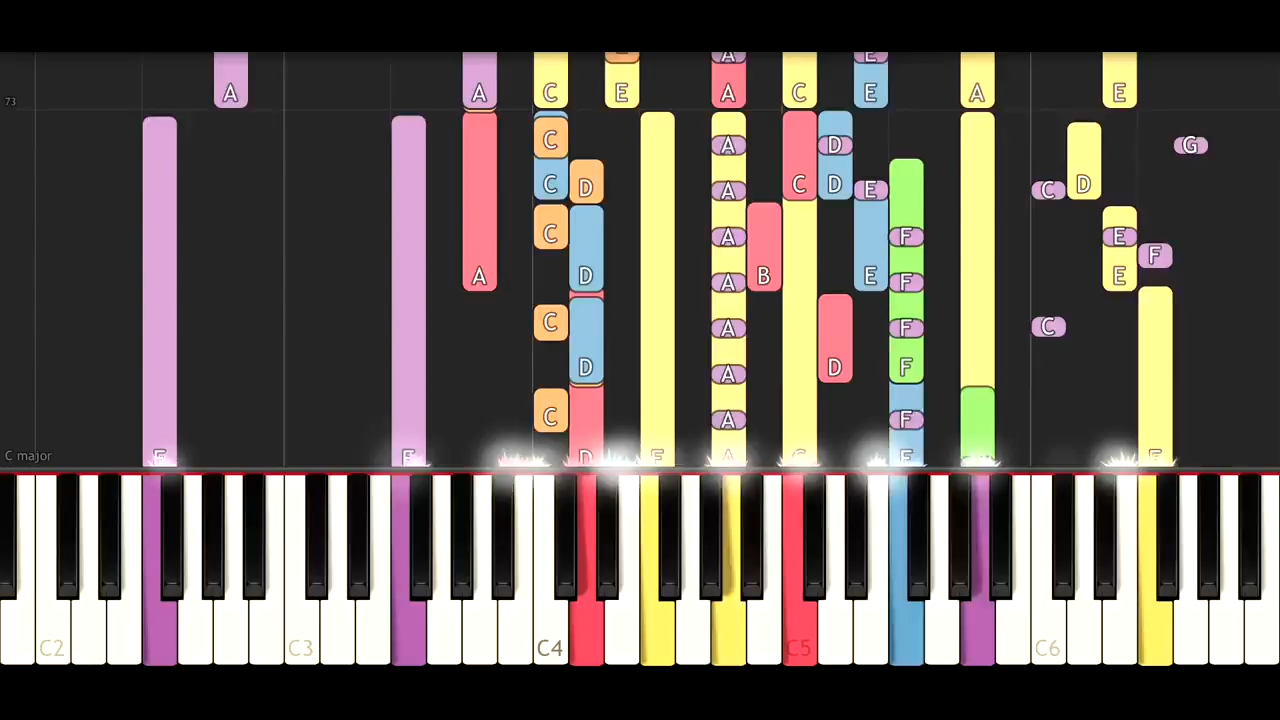 A A C E A A C E A E
73
C A D G
C D C D A E C D
A F E
C A F
A D B E F E
C A F C
D D F
C A F
C major F F D F A C F F
C2 C3 C4 C5 C6